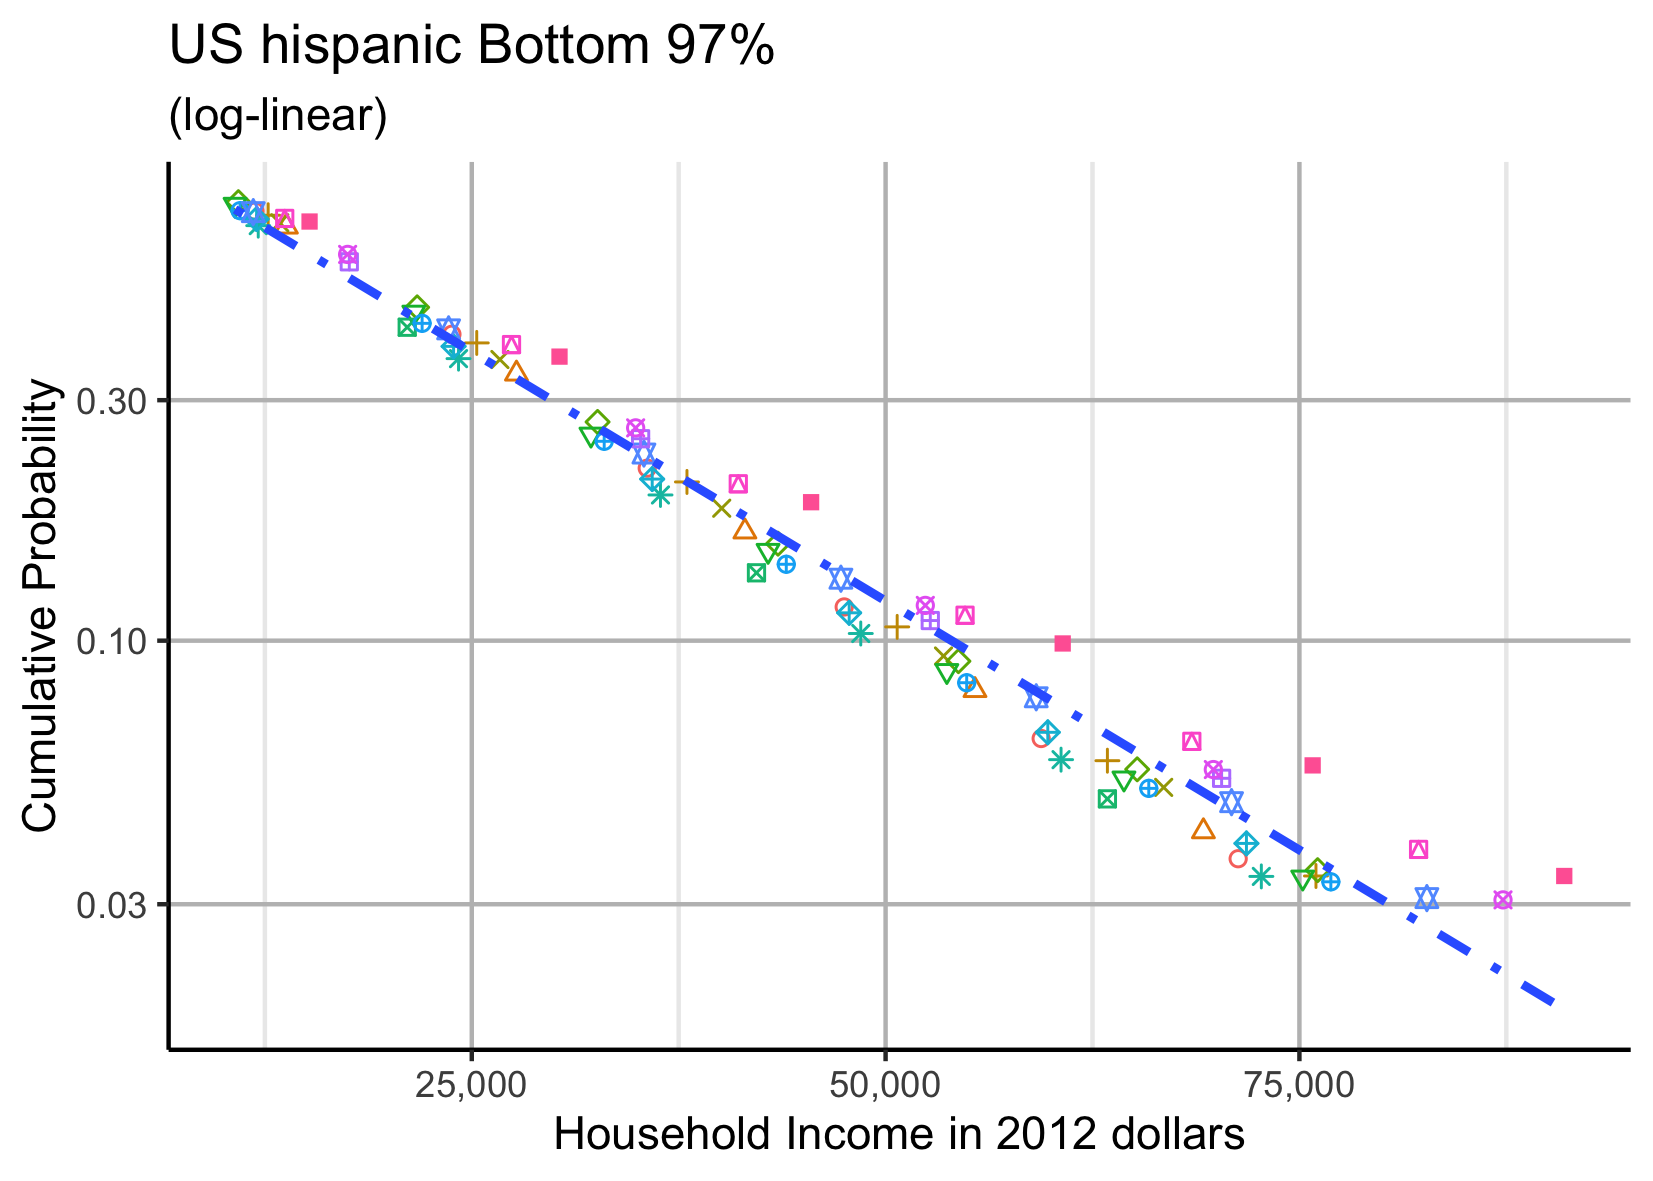 US hispanic Bottom 97%
(log-linear)
Cumulative Probability
0.30
0.10
0.03
25,000
50,000
75,000
Household Income in 2012 dollars